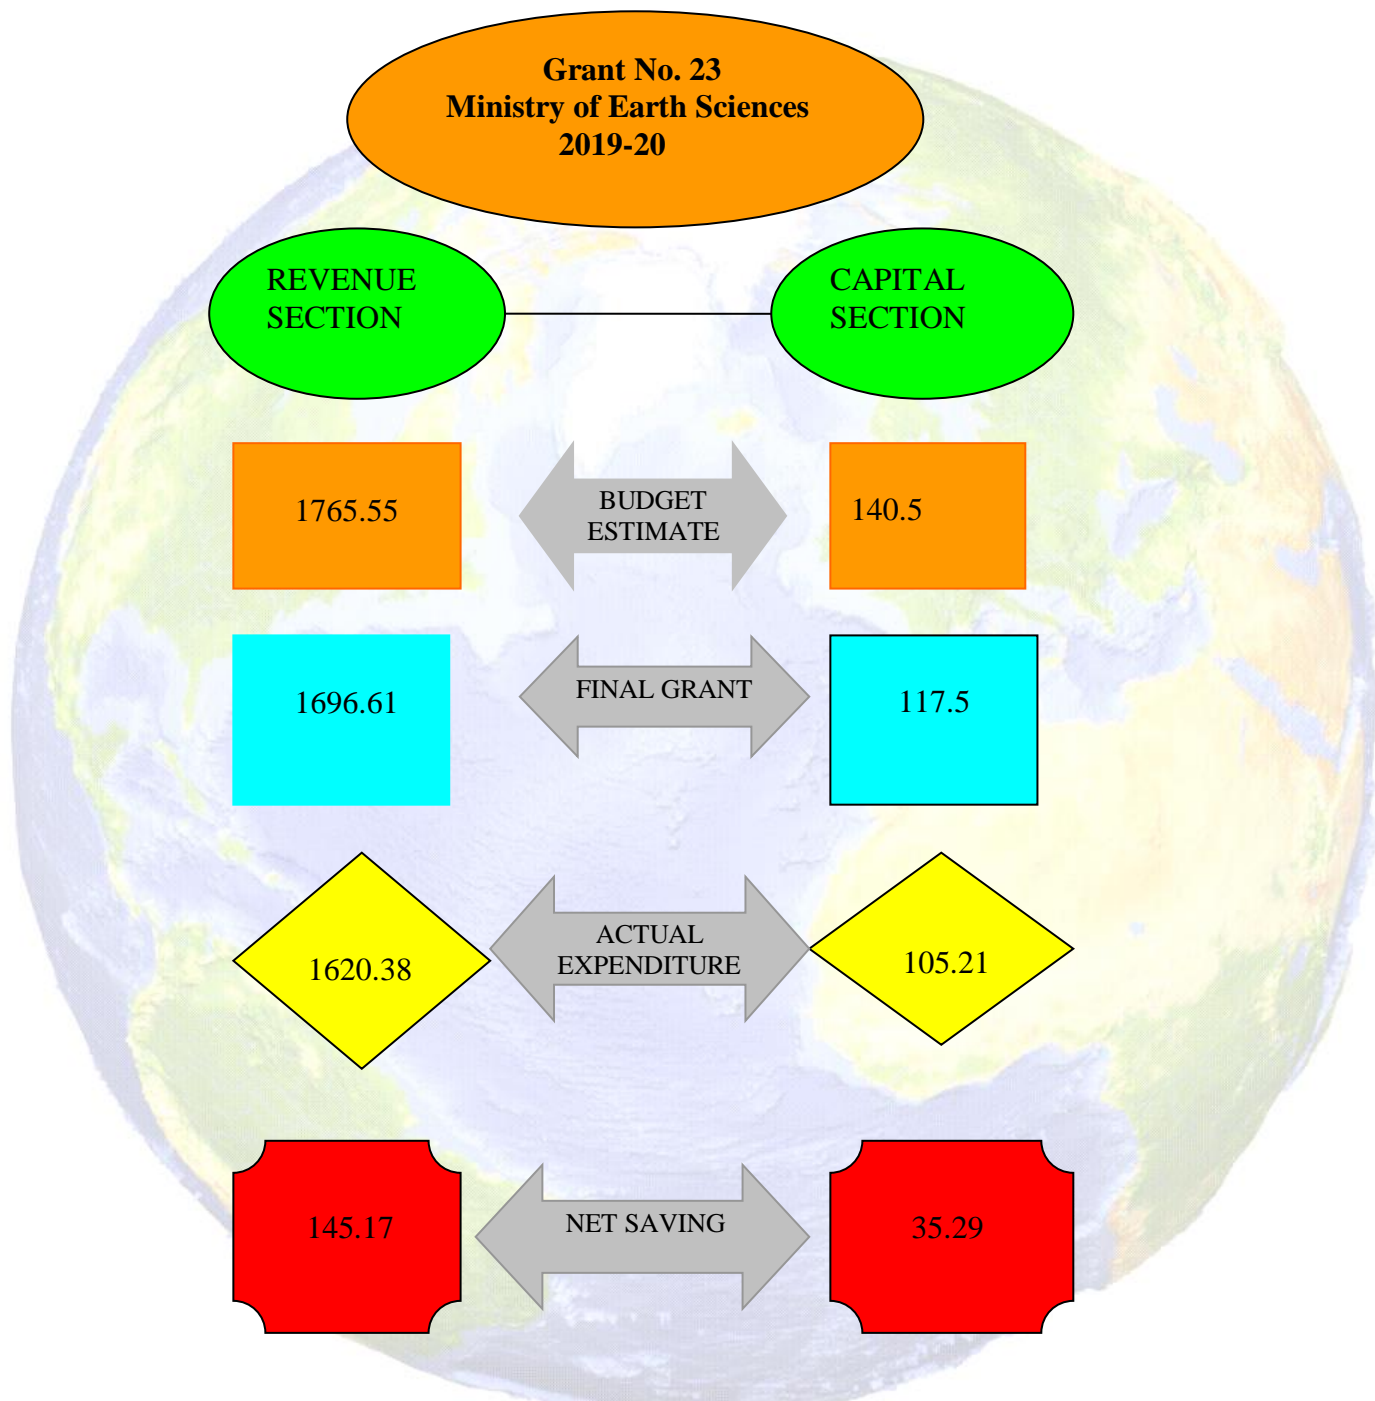 Grant No. 23
Ministry of Earth Sciences
2019-20
REVENUE
SECTION
CAPITAL
SECTION
1765.55
BUDGET
ESTIMATE
140.5
1696.61
FINAL GRANT
117.5
1620.38
ACTUAL
EXPENDITURE
105.21
145.17
NET SAVING
35.29